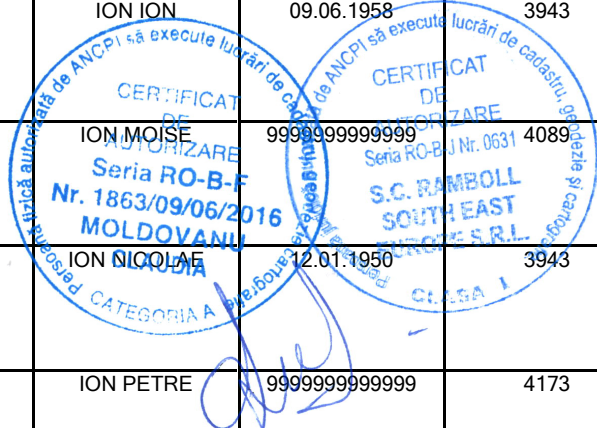 ION ION 09.06.1958 3943
ION MOISE 9999999999999 4089
ION NICOLAE 12.01.1950 3943
ION PETRE 9999999999999 4173
Persoană fizică autorizată de ANCPI să execute lucrări de cadastru, geodezie, cartografie
CERTIFICAT
DE
AUTORIZARE
Seria RO-B-F
Nr. 1863/09/06/2016
MOLDOVANU
CLAUDIA
CATEGORIA A
de ANCPI să execute lucrări de cadastru, geodezie și cartografie
CERTIFICAT
DE
AUTORIZARE
Seria RO-B-J Nr. 0631
S.C. RAMBOLL
SOUTH EAST
EUROPE S.R.L.
CLASA I